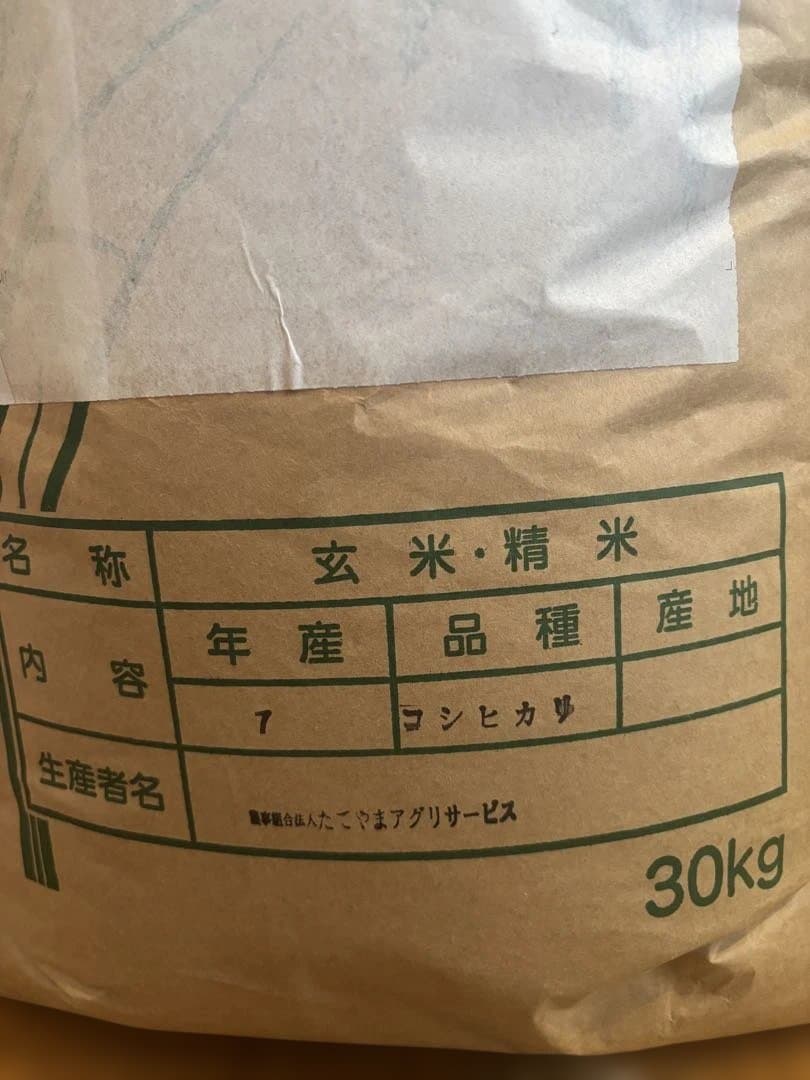 名称 玄米・精米
内容 年産 品種 産地
7 コシヒカリ
生産者名 農事組合法人たてやまアグリサービス
30kg